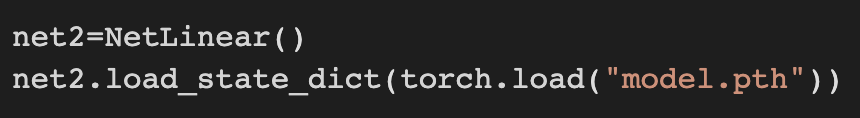 net2=NetLinear()
net2.load_state_dict(torch.load("model.pth"))